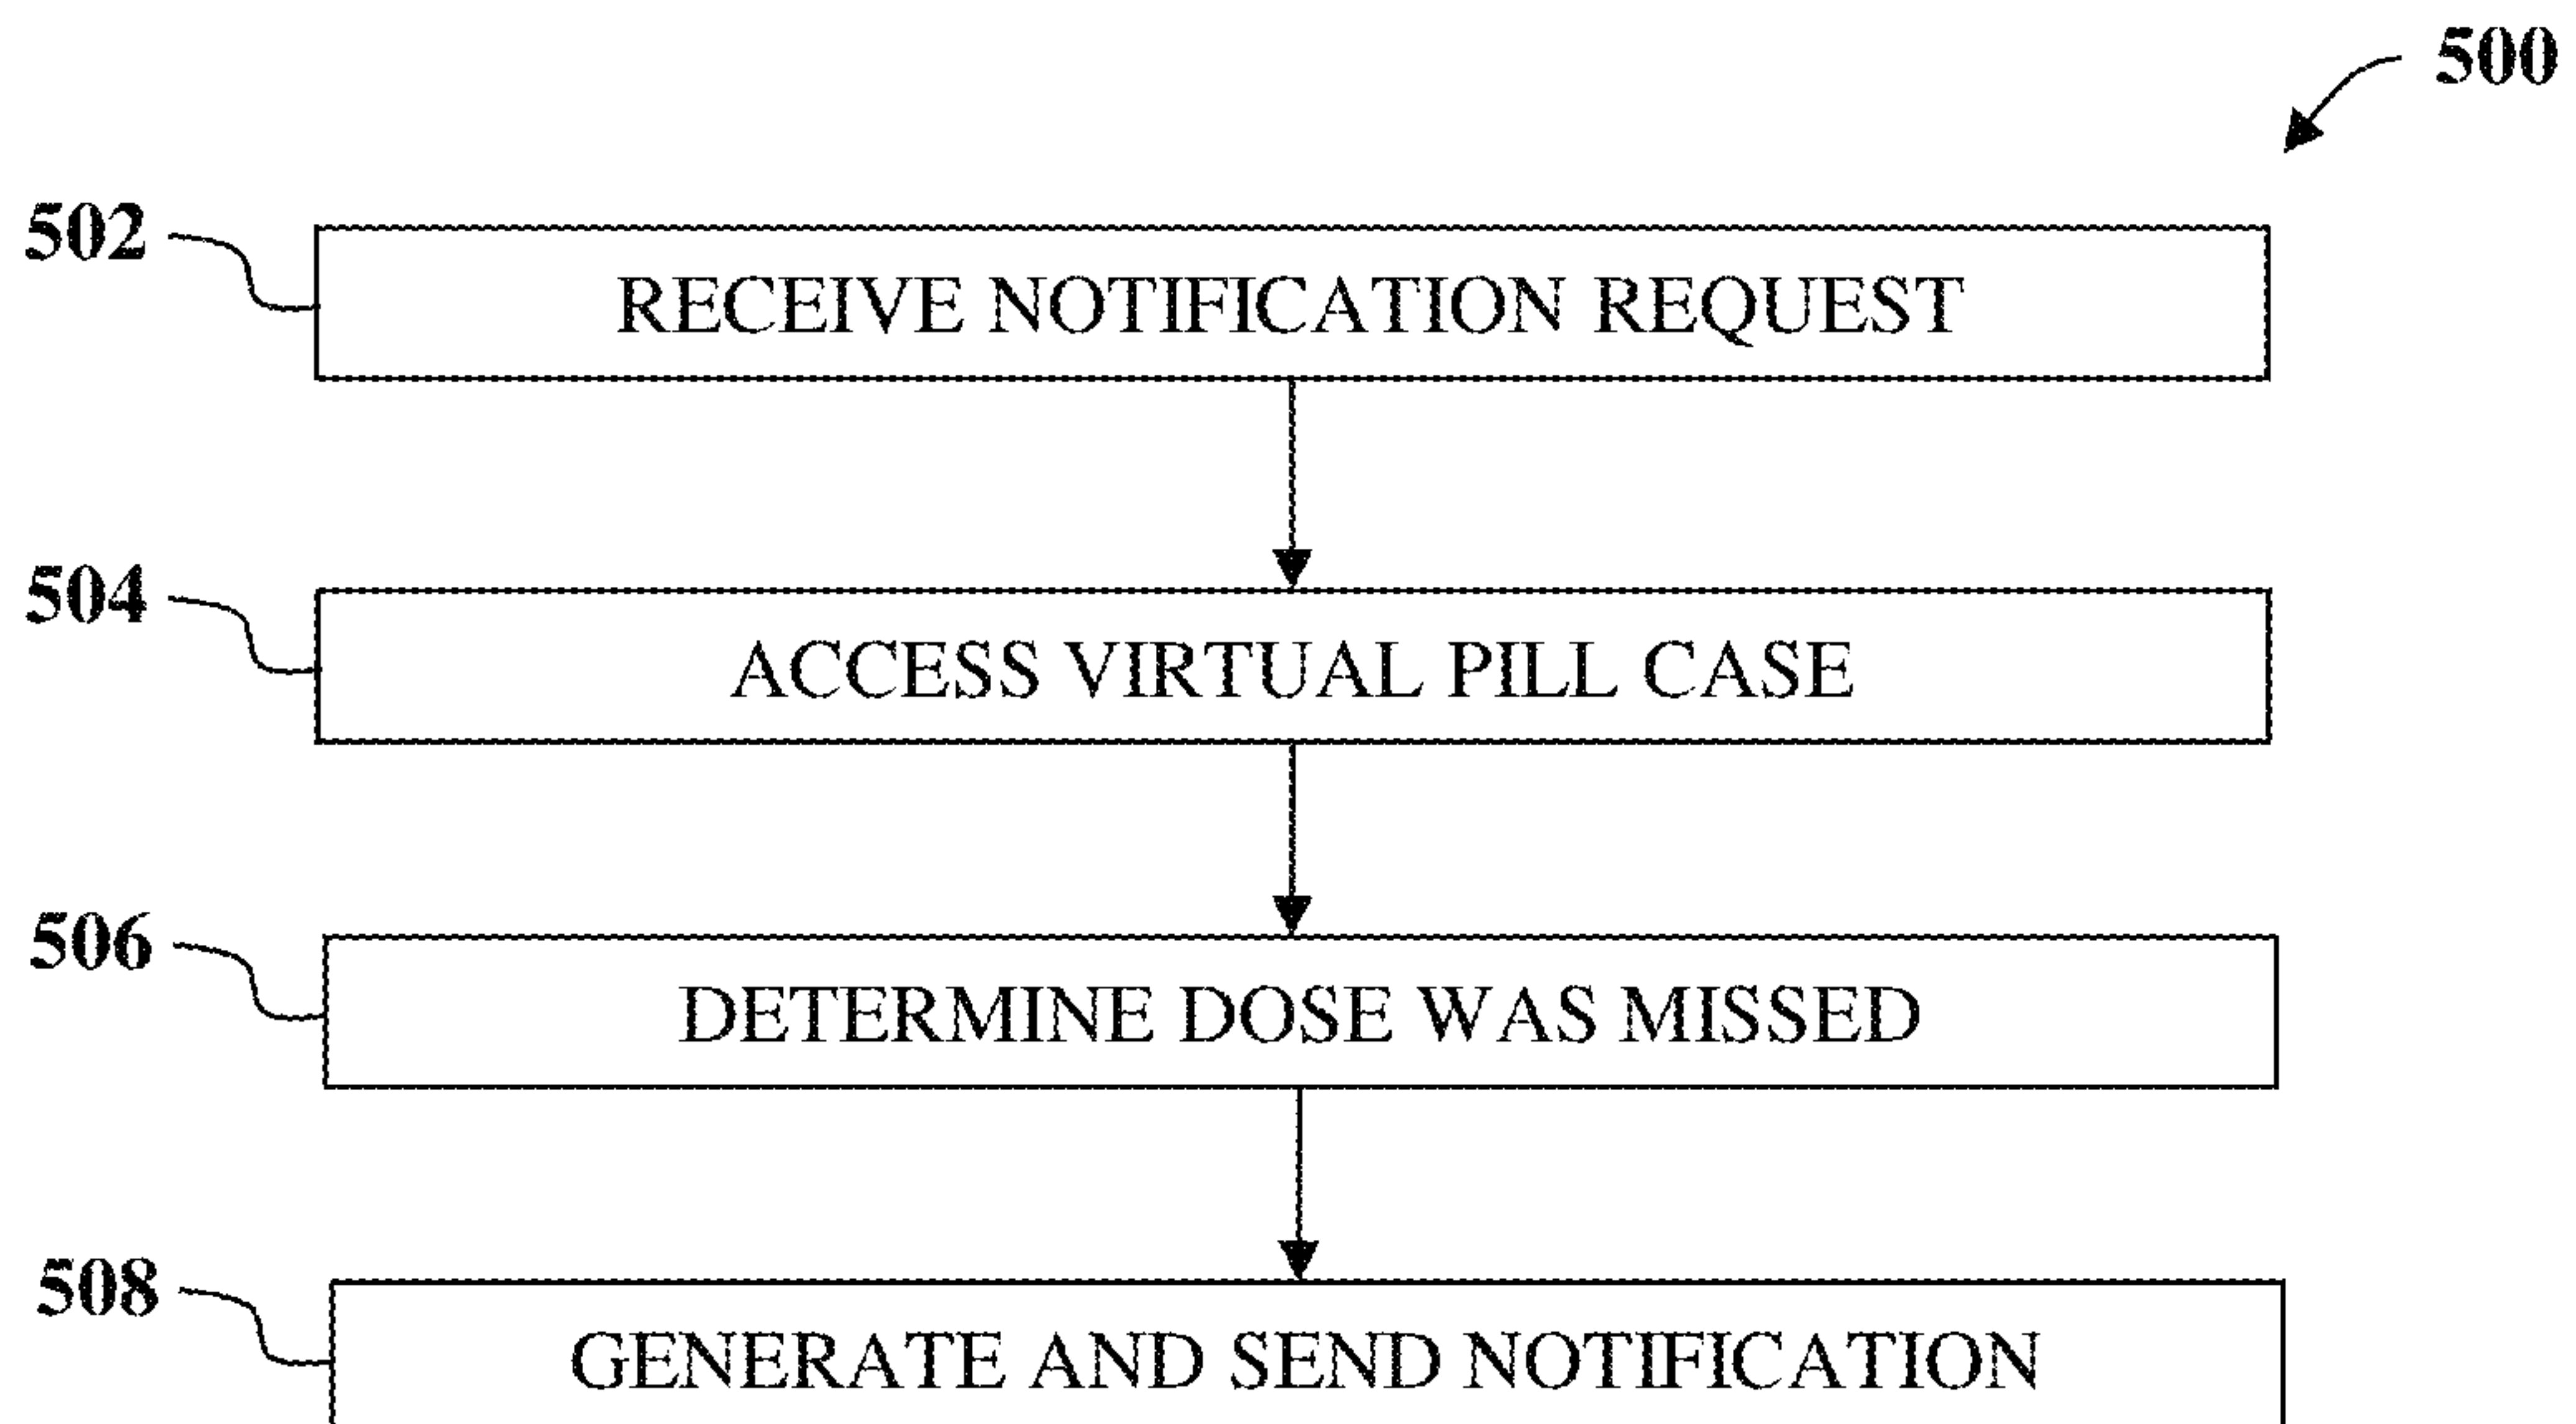 500
502
RECEIVE NOTIFICATION REQUEST
504
ACCESS VIRTUAL PILL CASE
506
DETERMINE DOSE WAS MISSED
508
GENERATE AND SEND NOTIFICATION